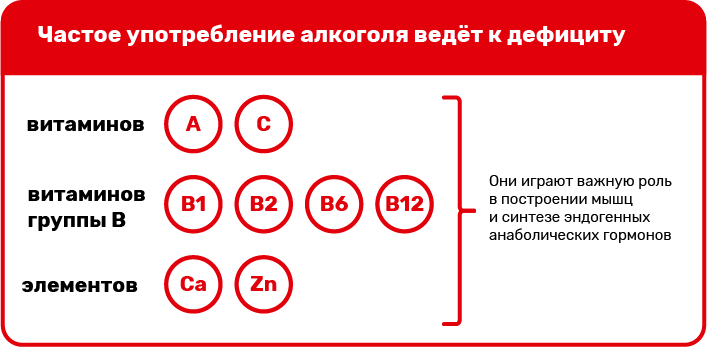 Частое употребление алкоголя ведёт к дефициту
витаминов A C
витаминов
группы B B1 B2 B6 B12
элементов Ca Zn
Они играют важную роль
в построении мышц
и синтезе эндогенных
анаболических гормонов